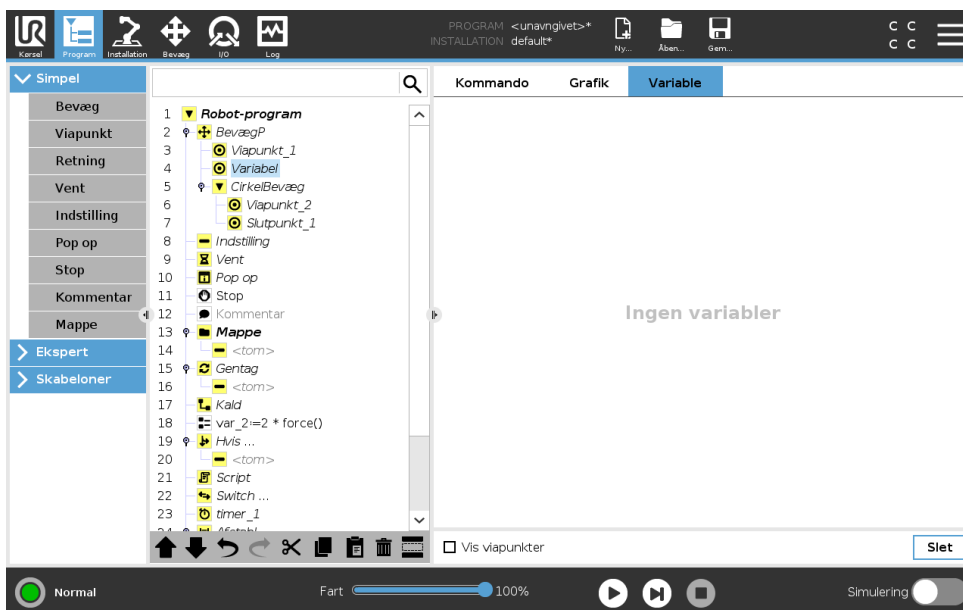 PROGRAM <unavngivet>*
INSTALLATION default*
Kørsel Program Installation Bevæg I/O Log Ny... Åben... Gem...
C C
C C
Simpel
Bevæg
Viapunkt
Retning
Vent
Indstilling
Pop op
Stop
Kommentar
Mappe
Ekspert
Skabeloner
1 Robot-program
2 BevægP
3 Viapunkt_1
4 Variabel
5 CirkelBevæg
6 Viapunkt_2
7 Slutpunkt_1
8 Indstilling
9 Vent
10 Pop op
11 Stop
12 Kommentar
13 Mappe
14 <tom>
15 Gentag
16 <tom>
17 Kald
18 var_2:=2 * force()
19 Hvis ...
20 <tom>
21 Script
22 Switch ...
23 timer_1
Kommando Grafik Variable
Ingen variabler
Vis viapunkter Slet
Normal Fart 100% Simulering